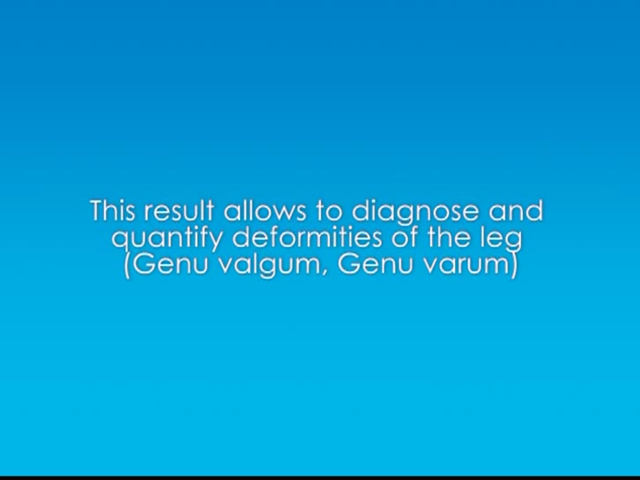 This result allows to diagnose and
quantify deformities of the leg
(Genu valgum, Genu varum)